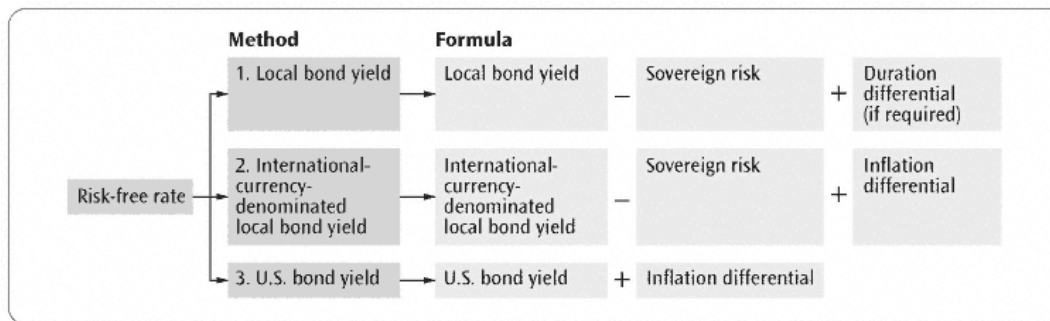 Method
Formula
1. Local bond yield
Local bond yield
–
Sovereign risk
+
Duration
differential
(if required)
Risk-free rate
2. International-
currency-
denominated
local bond yield
International-
currency-
denominated
local bond yield
–
Sovereign risk
+
Inflation
differential
3. U.S. bond yield
U.S. bond yield
+
Inflation differential